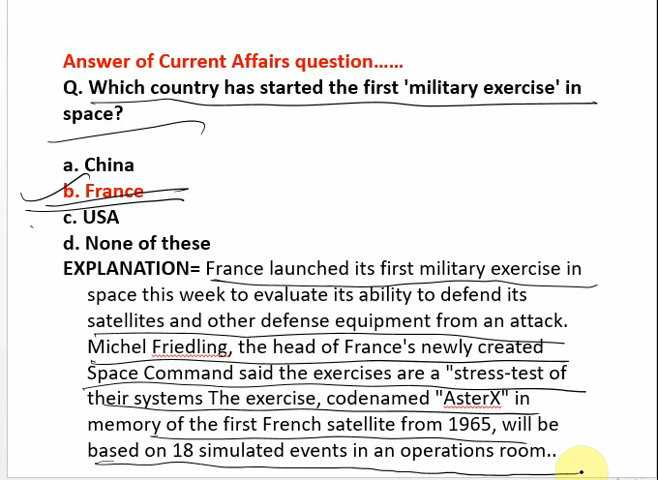 Answer of Current Affairs question......
Q. Which country has started the first 'military exercise' in
space?
a. China
b. France
c. USA
d. None of these
EXPLANATION= France launched its first military exercise in
space this week to evaluate its ability to defend its
satellites and other defense equipment from an attack.
Michel Friedling, the head of France's newly created
Space Command said the exercises are a "stress-test of
their systems The exercise, codenamed "AsterX" in
memory of the first French satellite from 1965, will be
based on 18 simulated events in an operations room..